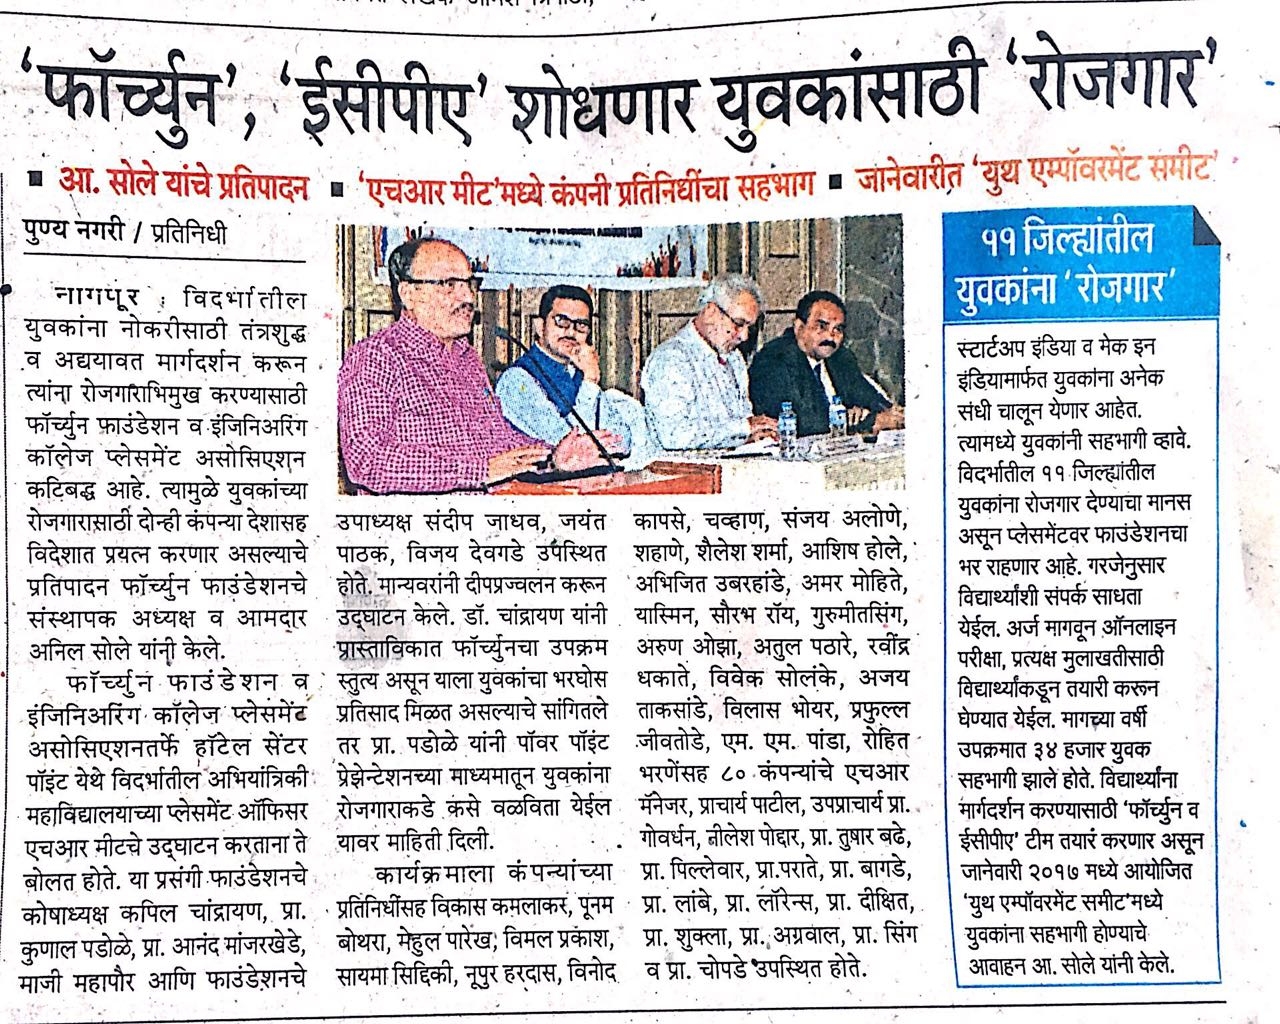 ‘फॉर्च्युन’, ‘ईसीपीए’ शोधणार युवकांसाठी ‘रोजगार’
■ आ. सोले यांचे प्रतिपादन ■ ‘एचआर मीट’मध्ये कंपनी प्रतिनिधींचा सहभाग ■ जानेवारीत ‘युथ एम्पॉवरमेंट समीट’
पुण्य नगरी / प्रतिनिधी
नागपूर : विदर्भातील
युवकांना नोकरीसाठी तंत्रशुद्ध
व अद्ययावत मार्गदर्शन करून
त्यांना रोजगाराभिमुख करण्यासाठी
फॉर्च्युन फाउंडेशन व इंजिनिअरिंग
कॉलेज प्लेसमेंट असोसिएशन
कटिबद्ध आहे. त्यामुळे युवकांच्या
रोजगारासाठी दोन्ही कंपन्या देशासह
विदेशात प्रयत्न करणार असल्याचे
प्रतिपादन फॉर्च्युन फाउंडेशनचे
संस्थापक अध्यक्ष व आमदार
अनिल सोले यांनी केले.
फॉर्च्युन फाउंडेशन व
इंजिनिअरिंग कॉलेज प्लेसमेंट
असोसिएशनतर्फे हॉटेल सेंटर
पॉइंट येथे विदर्भातील अभियांत्रिकी
महाविद्यालयाच्या प्लेसमेंट ऑफिसर
एचआर मीटचे उद्घाटन करताना ते
बोलत होते. या प्रसंगी फाउंडेशनचे
कोषाध्यक्ष कपिल चांद्रायण, प्रा.
कुणाल पडोळे, प्रा. आनंद मांजरखेडे,
माजी महापौर आणि फाउंडेशनचे
उपाध्यक्ष संदीप जाधव, जयंत
पाठक, विजय देवगडे उपस्थित
होते. मान्यवरांनी दीपप्रज्वलन करून
उद्घाटन केले. डॉ. चांद्रायण यांनी
प्रास्ताविकात फॉर्च्युनचा उपक्रम
स्तुत्य असून याला युवकांचा भरघोस
प्रतिसाद मिळत असल्याचे सांगितले
तर प्रा. पडोळे यांनी पॉवर पॉइंट
प्रेझेन्टेशनच्या माध्यमातून युवकांना
रोजगाराकडे कसे वळविता येईल
यावर माहिती दिली.
कार्यक्रमाला कंपन्यांच्या
प्रतिनिधींसह विकास कमलाकर, पूनम
बोथरा, मेहुल पारेख, विमल प्रकाश,
सायमा सिद्दिकी, नूपुर हरदास, विनोद
कापसे, चव्हाण, संजय अलोणे,
शहाणे, शैलेश शर्मा, आशिष होले,
अभिजित उबरहांडे, अमर मोहिते,
यास्मिन, सौरभ रॉय, गुरुमीतसिंग,
अरुण ओझा, अतुल पठारे, रवींद्र
धकाते, विवेक सोलंके, अजय
ताकसांडे, विलास भोयर, प्रफुल्ल
जीवतोडे, एम. एम. पांडा, रोहित
भरणेंसह ८० कंपन्यांचे एचआर
मॅनेजर, प्राचार्य पाटील, उपप्राचार्य प्रा.
गोवर्धन, नीलेश पोद्दार, प्रा. तुषार बढे,
प्रा. पिल्लेवार, प्रा.पराते, प्रा. बागडे,
प्रा. लांबे, प्रा. लॉरेन्स, प्रा. दीक्षित,
प्रा. शुक्ला, प्रा. अग्रवाल, प्रा. सिंग
व प्रा. चोपडे उपस्थित होते.
११ जिल्ह्यांतील
युवकांना ‘रोजगार’
स्टार्टअप इंडिया व मेक इन
इंडियामार्फत युवकांना अनेक
संधी चालून येणार आहेत.
त्यामध्ये युवकांनी सहभागी व्हावे.
विदर्भातील ११ जिल्ह्यांतील
युवकांना रोजगार देण्याचा मानस
असून प्लेसमेंटवर फाउंडेशनचा
भर राहणार आहे. गरजेनुसार
विद्यार्थ्यांशी संपर्क साधता
येईल. अर्ज मागवून ऑनलाइन
परीक्षा, प्रत्यक्ष मुलाखतीसाठी
विद्यार्थ्यांकडून तयारी करून
घेण्यात येईल. मागच्या वर्षी
उपक्रमात ३४ हजार युवक
सहभागी झाले होते. विद्यार्थ्यांना
मार्गदर्शन करण्यासाठी ‘फॉर्च्युन व
ईसीपीए’ टीम तयार करणार असून
जानेवारी २०१७ मध्ये आयोजित
‘युथ एम्पॉवरमेंट समीट’मध्ये
युवकांना सहभागी होण्याचे
आवाहन आ. सोले यांनी केले.